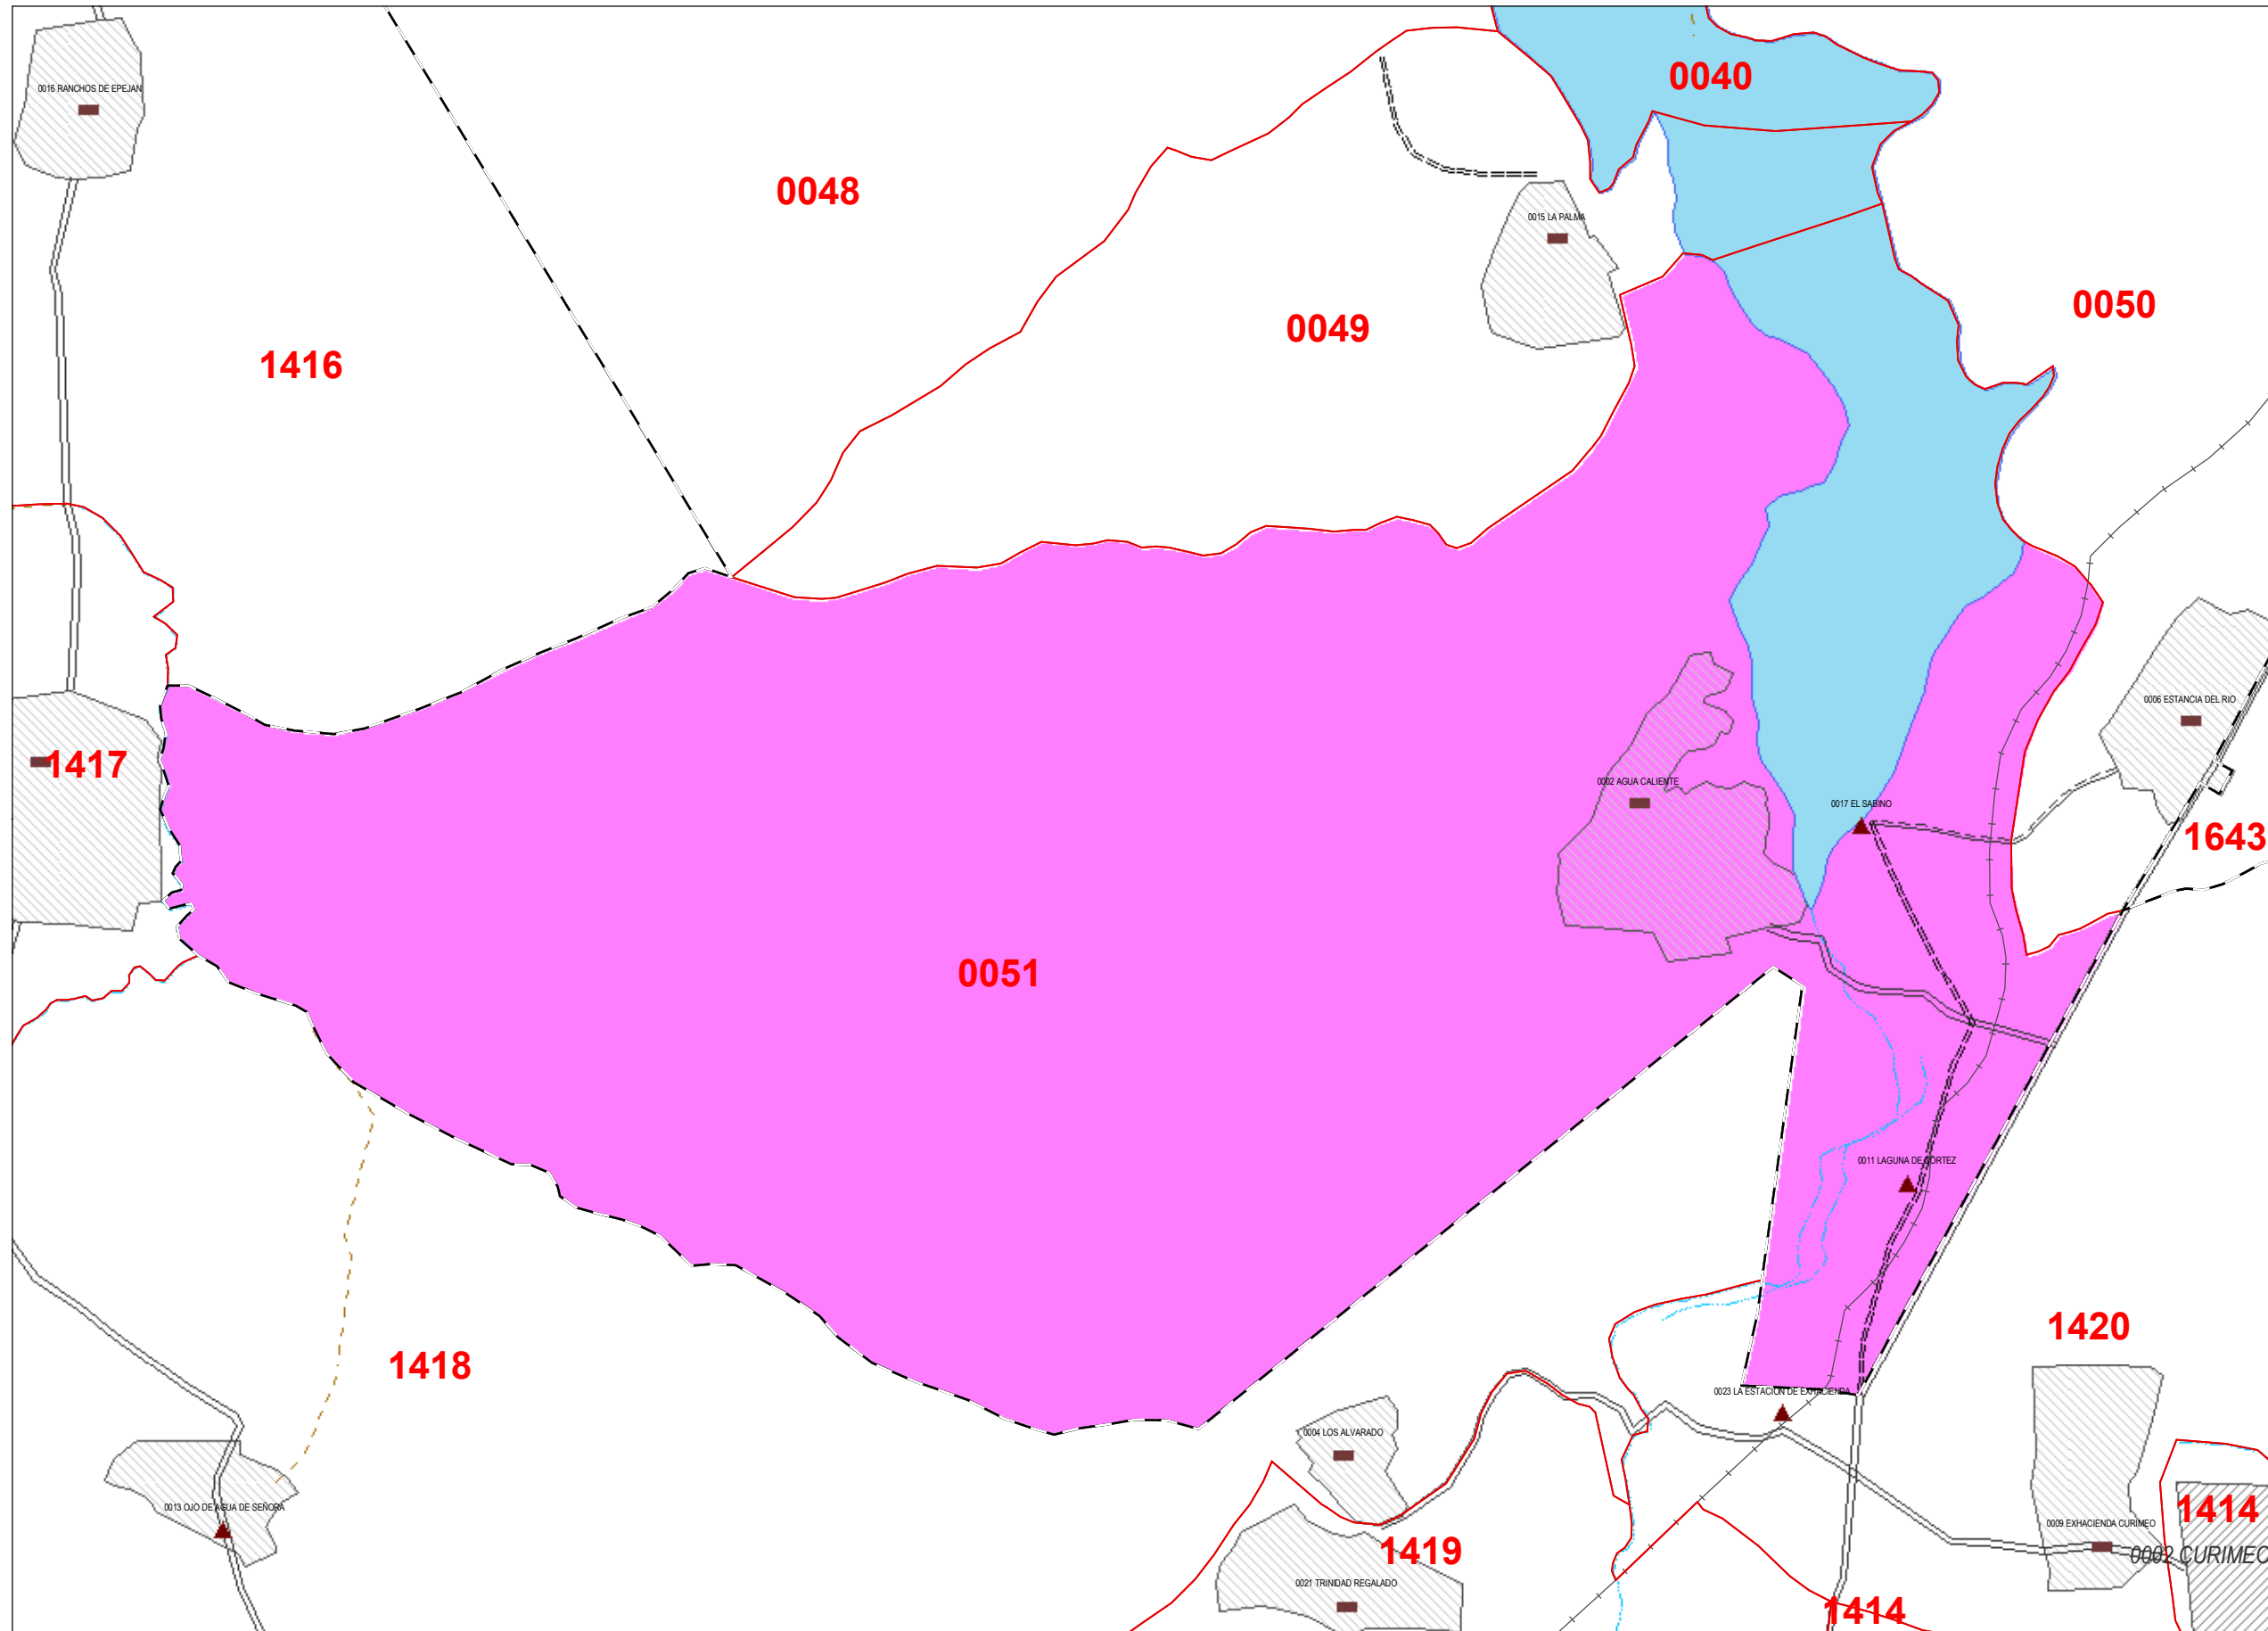 0040
0016 RANCHOS DE EPEJAN
0048
0015 LA PALMA
0050
0049
1416
0006 ESTANCIA DEL RIO
1417
0002 AGUA CALIENTE
0017 EL SABINO
1643
0051
0011 LAGUNA DE CORTEZ
1420
1418
0023 LA ESTACION DE EXHACIENDA
0004 LOS ALVARADO
0013 OJO DE AGUA DE SEÑORA
1414
0009 EXHACIENDA CURIMEO
1419
0002 CURIMEO
0021 TRINIDAD REGALADO
1414